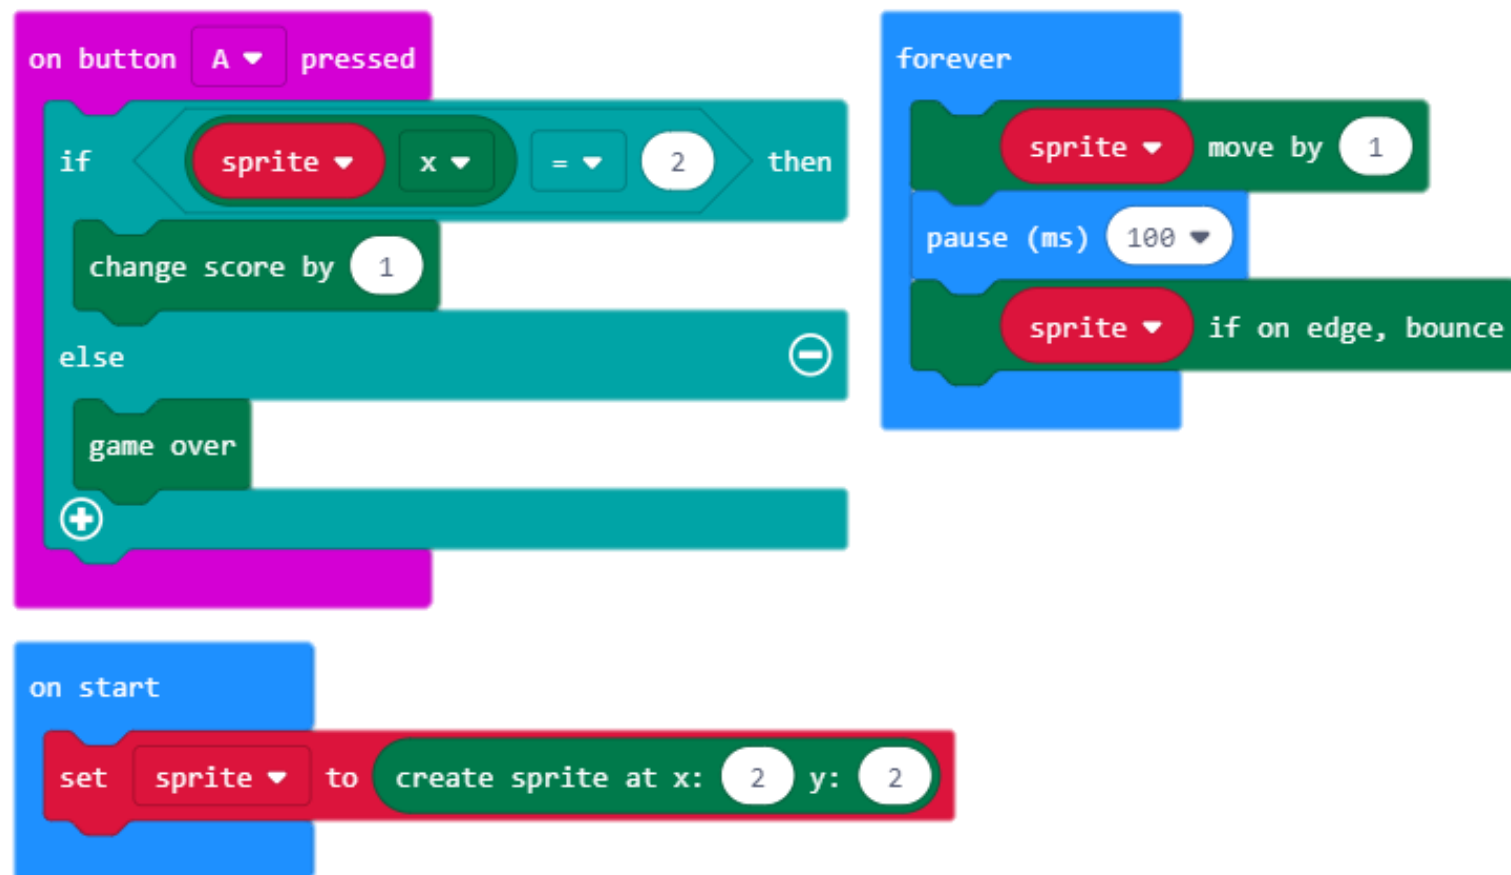 on button A pressed
if sprite x = 2 then
change score by 1
else
game over
forever
sprite move by 1
pause (ms) 100
sprite if on edge, bounce
on start
set sprite to create sprite at x: 2 y: 2